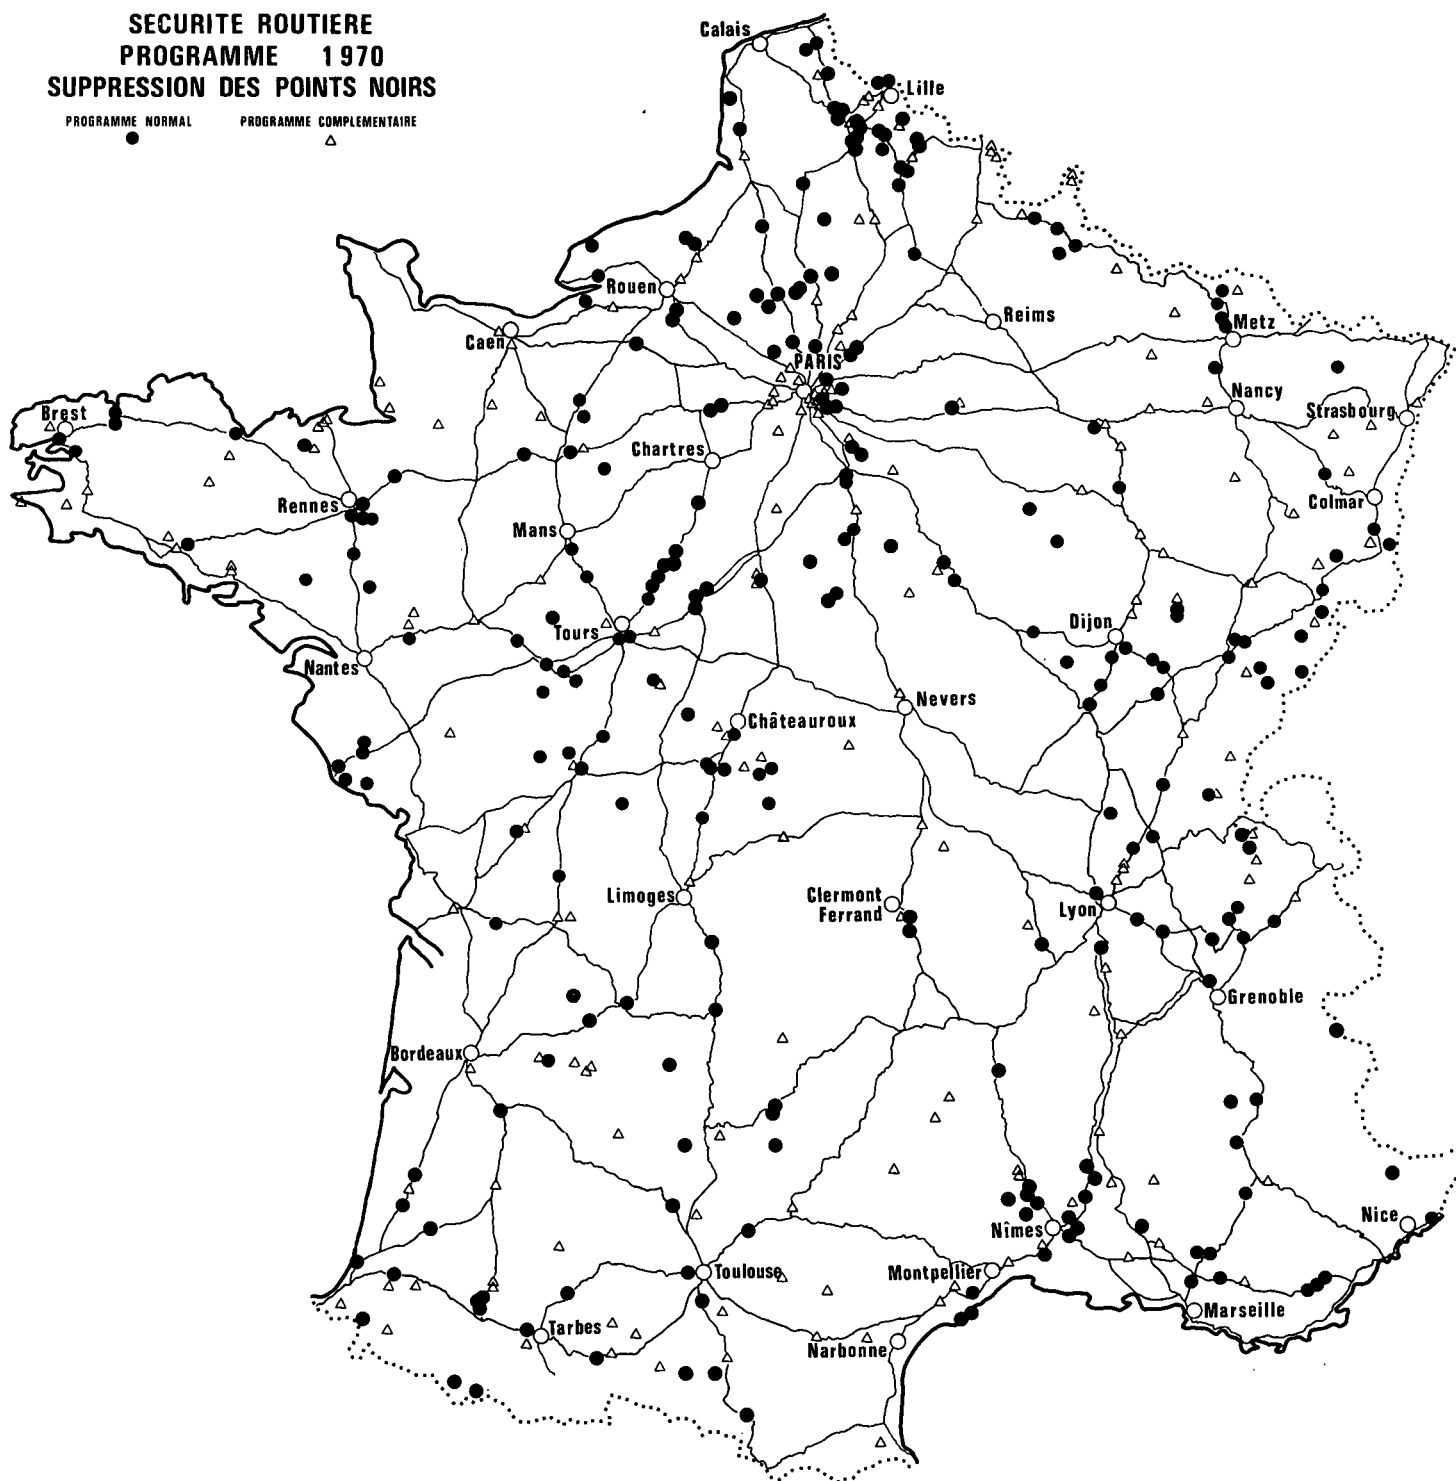 SECURITE ROUTIERE
PROGRAMME 1970
SUPPRESSION DES POINTS NOIRS
PROGRAMME NORMAL
PROGRAMME COMPLEMENTAIRE
Calais
Lille
Rouen
Reims
Caen
Metz
PARIS
Nancy
Brest
Strasbourg
Chartres
Rennes
Colmar
Mans
Dijon
Tours
Nantes
Nevers
Châteauroux
Limoges
Clermont
Ferrand
Lyon
Grenoble
Bordeaux
Nice
Nîmes
Toulouse
Montpellier
Marseille
Tarbes
Narbonne